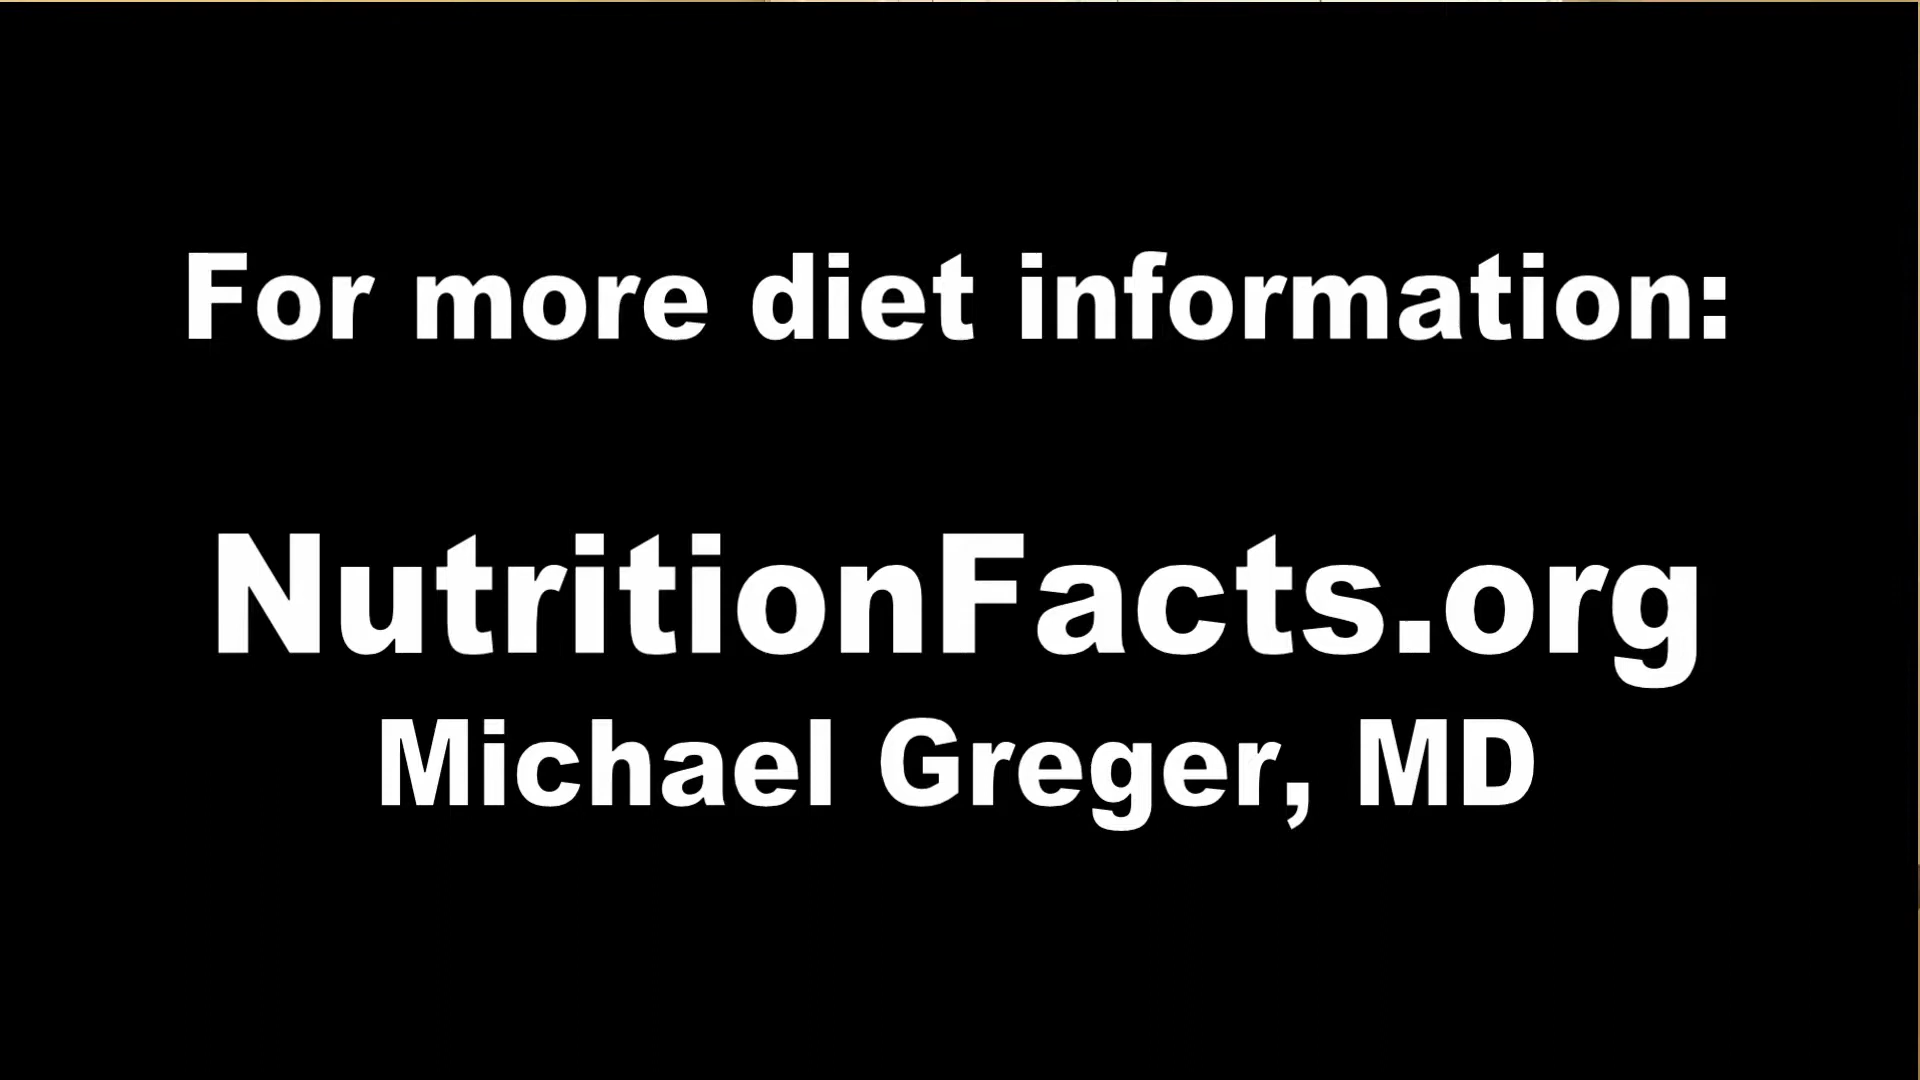 For more diet information:
NutritionFacts.org
Michael Greger, MD